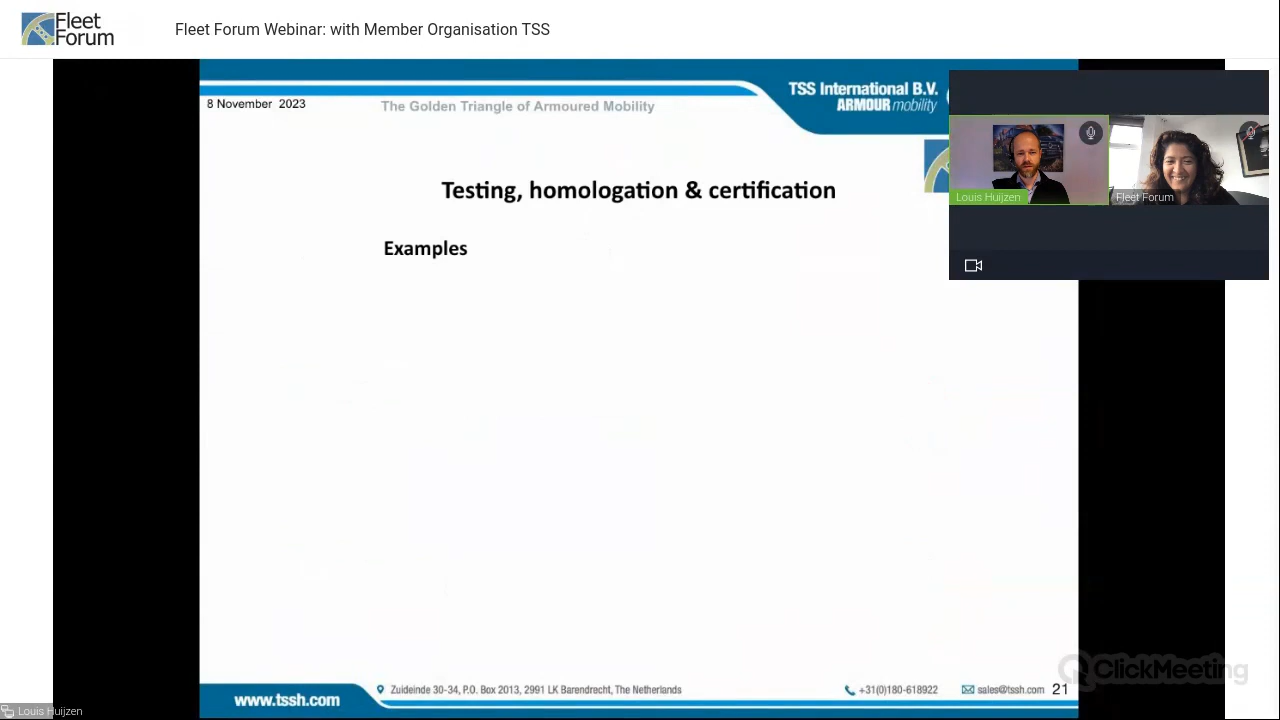 Fleet
Forum
Fleet Forum Webinar: with Member Organisation TSS
8 November 2023
The Golden Triangle of Armoured Mobility
TSS International B.V.
ARMOUR mobility
Testing, homologation & certification
Examples
Louis Huijzen
Fleet Forum
ClickMeeting
www.tssh.com
Zuideinde 30-34, P.O. Box 2013, 2991 LK Barendrecht, The Netherlands
+31(0)180-618922
sales@tssh.com
21
Louis Huijzen